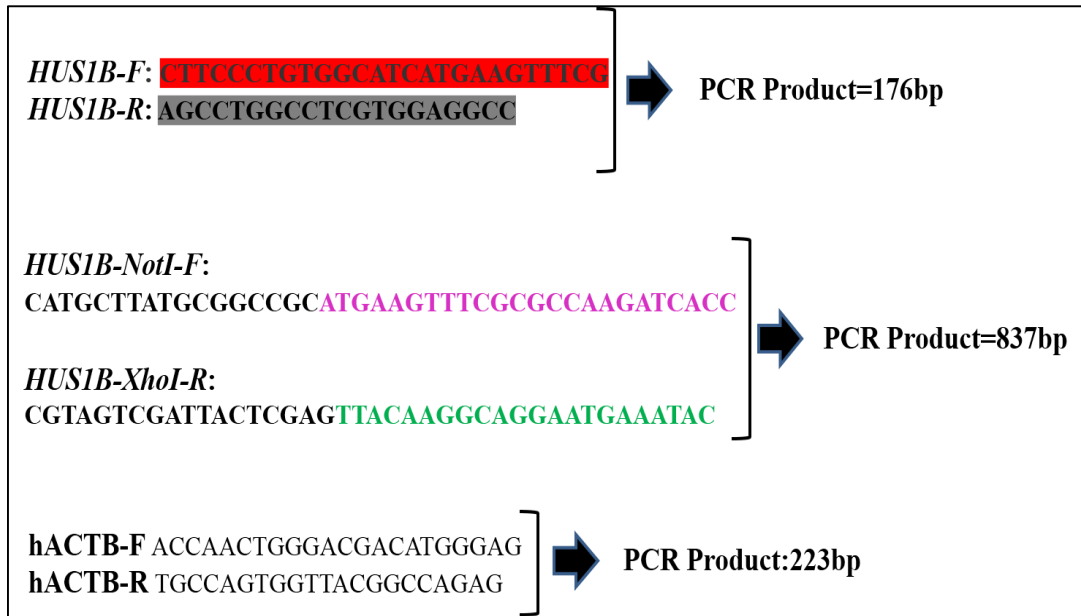 HUS1B-F: CTTCCCTGTGGCATCATGAAGTTTCG
HUS1B-R: AGCCTGGCCTCGTGGAGGCC
PCR Product=176bp
HUS1B-NotI-F:
CATGCTTATGCGGCCGCATGAAGTTTCGCGCCAAGATCACC
HUS1B-XhoI-R:
CGTAGTCGATTACTCGAGTTACAAGGCAGGAATGAAATAC
PCR Product=837bp
hACTB-F ACCAACTGGGACGACATGGGAG
hACTB-R TGCCAGTGGTTACGGCCAGAG
PCR Product:223bp